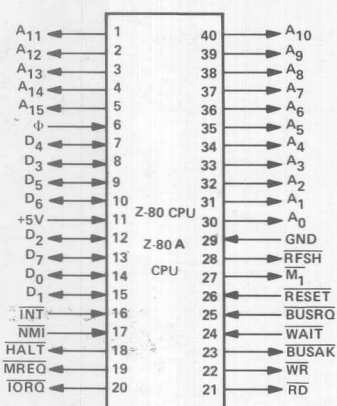 A11 1 40 A10
A12 2 39 A9
A13 3 38 A8
A14 4 37 A7
A15 5 36 A6
Φ 6 35 A5
D4 7 34 A4
D3 8 33 A3
D5 9 32 A2
D6 10 31 A1
+5V 11 Z-80 CPU 30 A0
D2 12 29 GND
D7 13 Z-80 A 28 RFSH
D0 14 CPU 27 M1
D1 15 26 RESET
INT 16 25 BUSRQ
NMI 17 24 WAIT
HALT 18 23 BUSAK
MREQ 19 22 WR
IORQ 20 21 RD